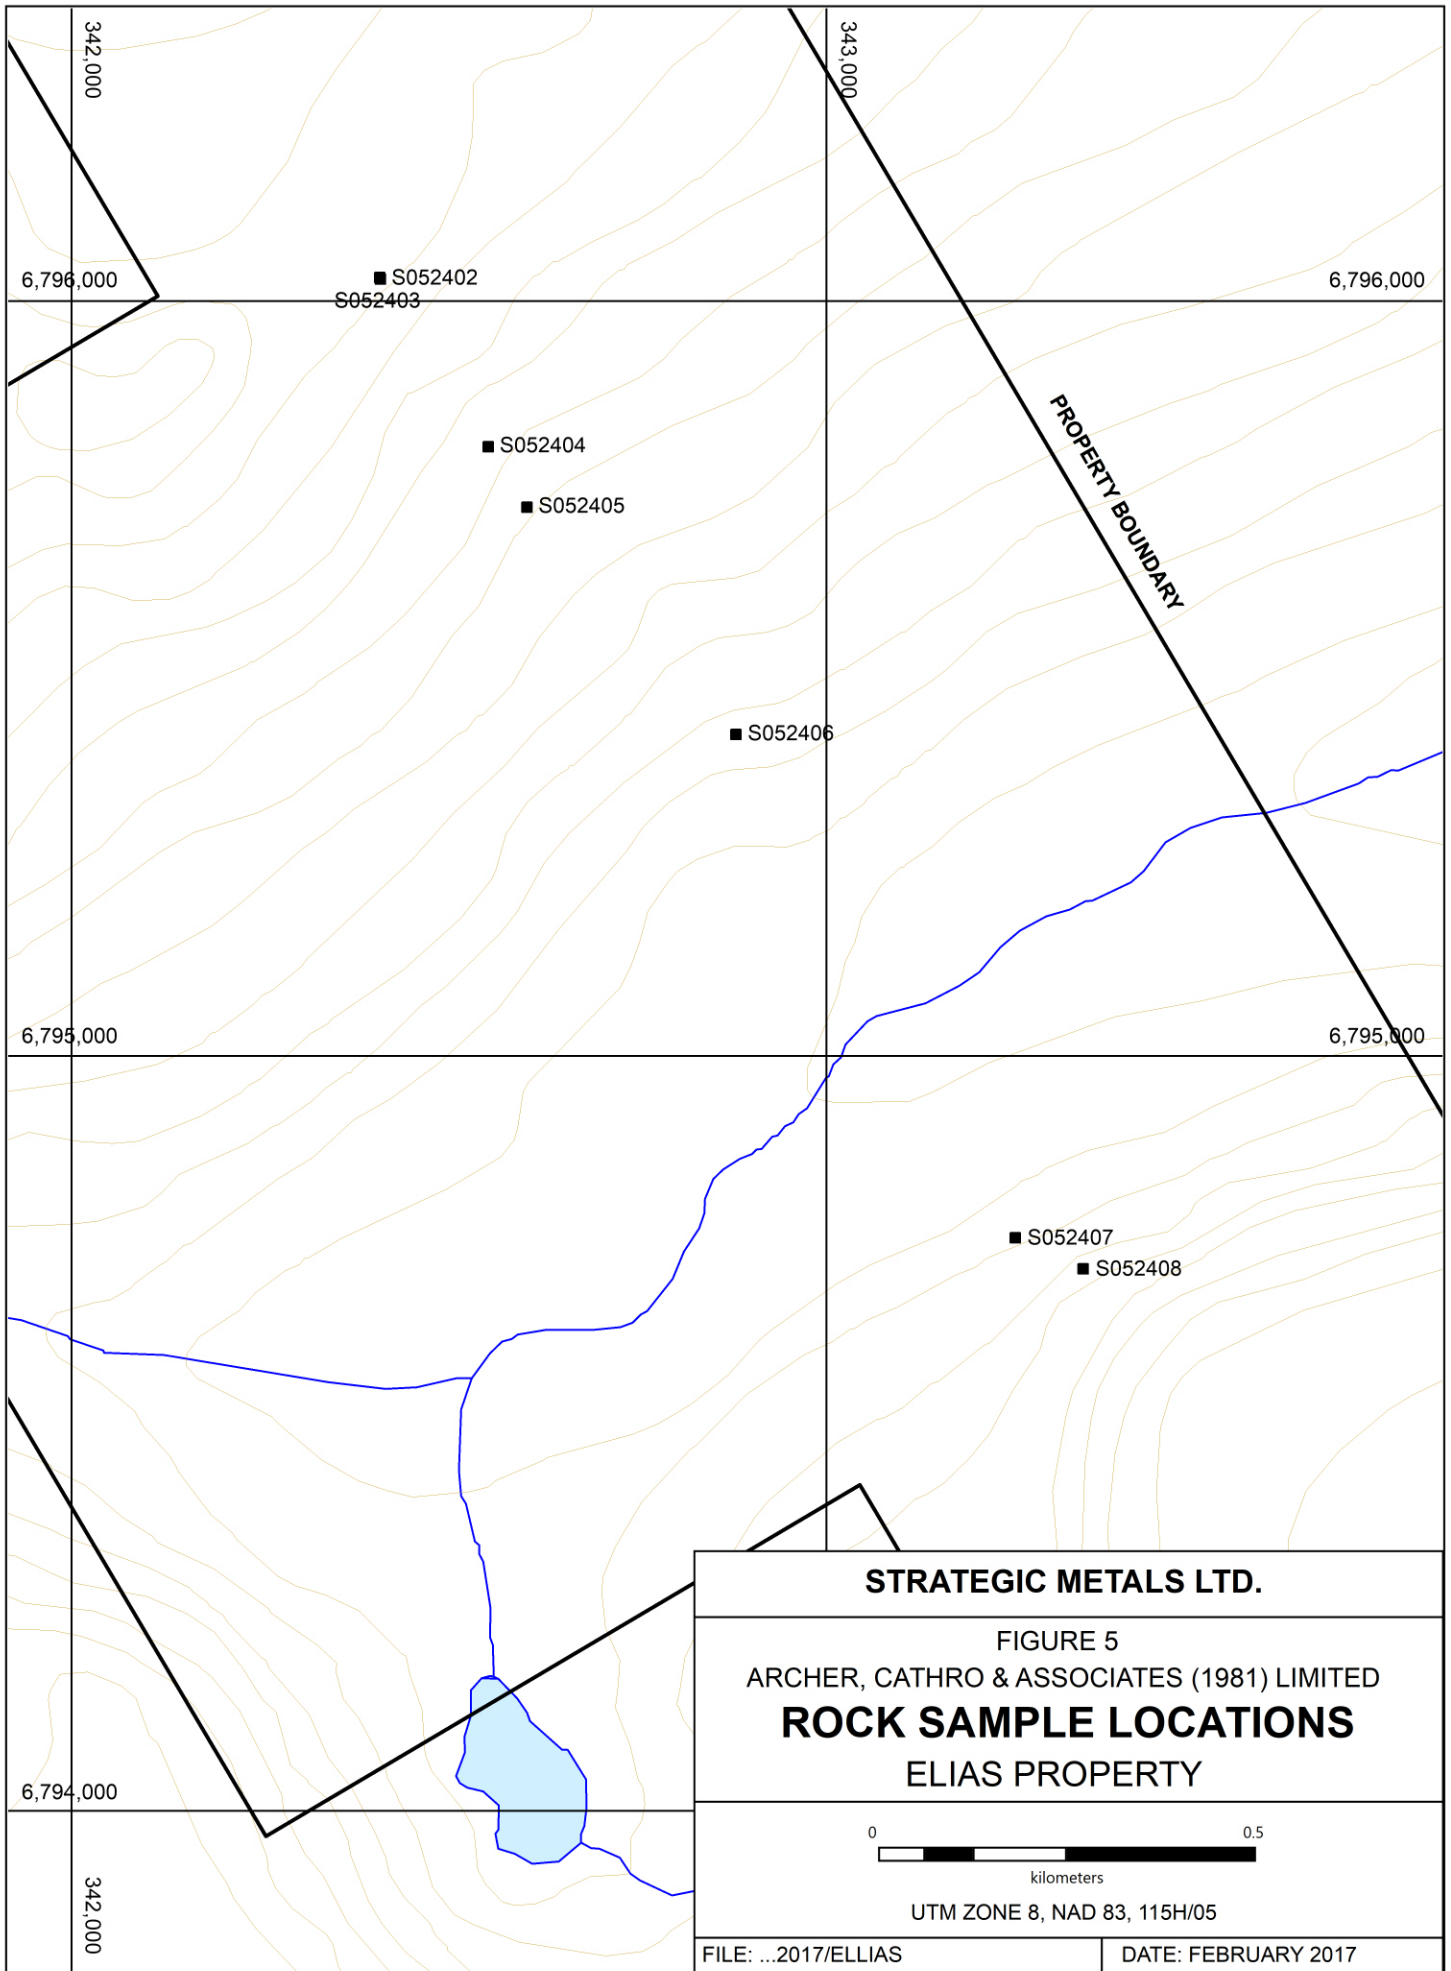 342,000
343,000
S052402
6,796,000
6,796,000
S052403
PROPERTY BOUNDARY
S052404
S052405
S052406
6,795,000
6,795,000
S052407
S052408
STRATEGIC METALS LTD.
FIGURE 5
ARCHER, CATHRO & ASSOCIATES (1981) LIMITED
ROCK SAMPLE LOCATIONS
ELIAS PROPERTY
6,794,000
0 0.5
kilometers
342,000
UTM ZONE 8, NAD 83, 115H/05
FILE: ...2017/ELLIAS
DATE: FEBRUARY 2017